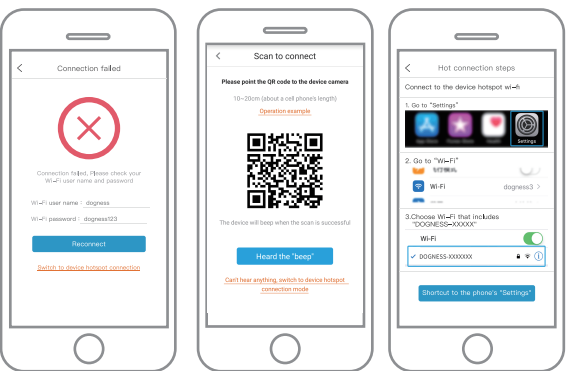 Connection failed
Connection failed, Please check your
Wi-Fi user name and password
Wi-Fi user name : dogness
Wi-Fi password : dogness123
Reconnect
Switch to device hotspot connection
Scan to connect
Please point the QR code to the device camera
10-20cm (about a cell phone's length)
Operation example
The device will beep when the scan is successful
Heard the "beep"
Can't hear anything, switch to device hotspot
connection mode
Hot connection steps
Connect to the device hotspot wi-fi
1. Go to "Settings"
Settings
2. Go to "Wi-Fi"
Wi-Fi dogness3
3.Choose Wi-Fi that includes
"DOGNESS-XXXXX"
Wi-Fi
DOGNESS-XXXXXXX
Shortcut to the phone's "Settings"